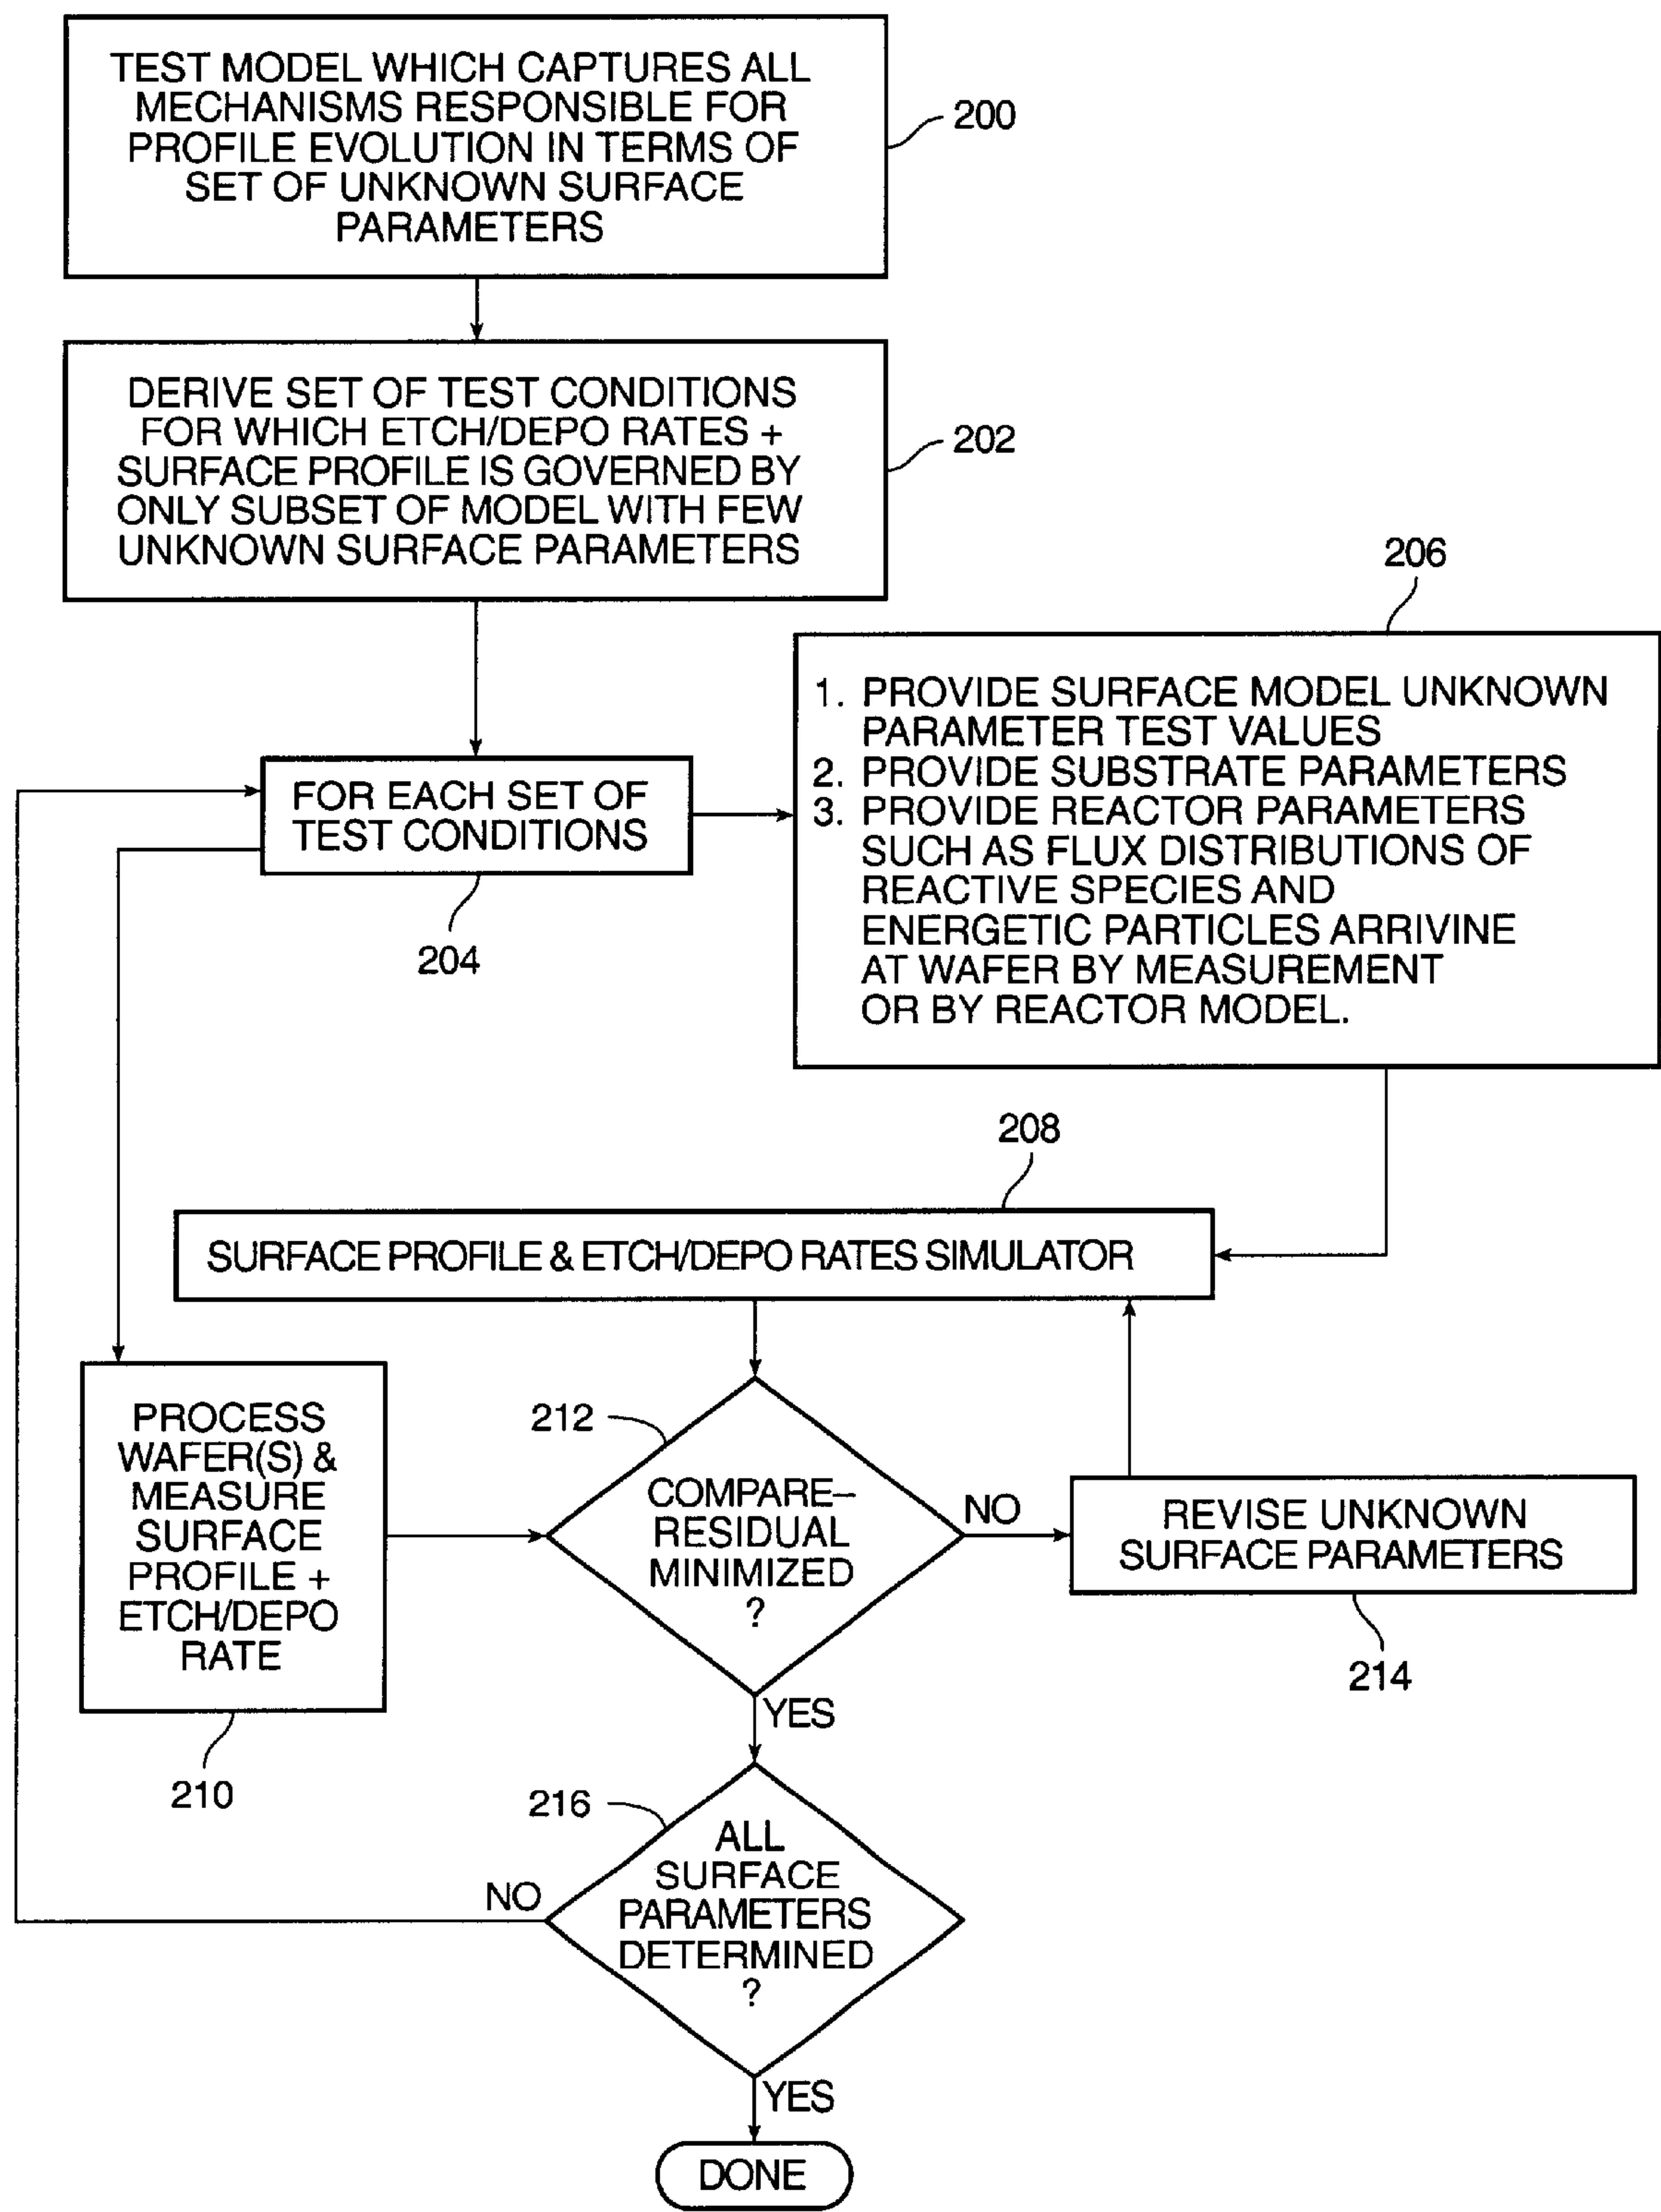 TEST MODEL WHICH CAPTURES ALL
MECHANISMS RESPONSIBLE FOR
PROFILE EVOLUTION IN TERMS OF
SET OF UNKNOWN SURFACE
PARAMETERS
200
DERIVE SET OF TEST CONDITIONS
FOR WHICH ETCH/DEPO RATES +
SURFACE PROFILE IS GOVERNED BY
ONLY SUBSET OF MODEL WITH FEW
UNKNOWN SURFACE PARAMETERS
202
206
1. PROVIDE SURFACE MODEL UNKNOWN
PARAMETER TEST VALUES
2. PROVIDE SUBSTRATE PARAMETERS
3. PROVIDE REACTOR PARAMETERS
SUCH AS FLUX DISTRIBUTIONS OF
REACTIVE SPECIES AND
ENERGETIC PARTICLES ARRIVINE
AT WAFER BY MEASUREMENT
OR BY REACTOR MODEL.
FOR EACH SET OF
TEST CONDITIONS
204
208
SURFACE PROFILE & ETCH/DEPO RATES SIMULATOR
PROCESS
WAFER(S) &
MEASURE
SURFACE
PROFILE +
ETCH/DEPO
RATE
210
212
COMPARE–
RESIDUAL
MINIMIZED
?
NO
REVISE UNKNOWN
SURFACE PARAMETERS
214
YES
216
ALL
SURFACE
PARAMETERS
DETERMINED
?
NO
YES
DONE